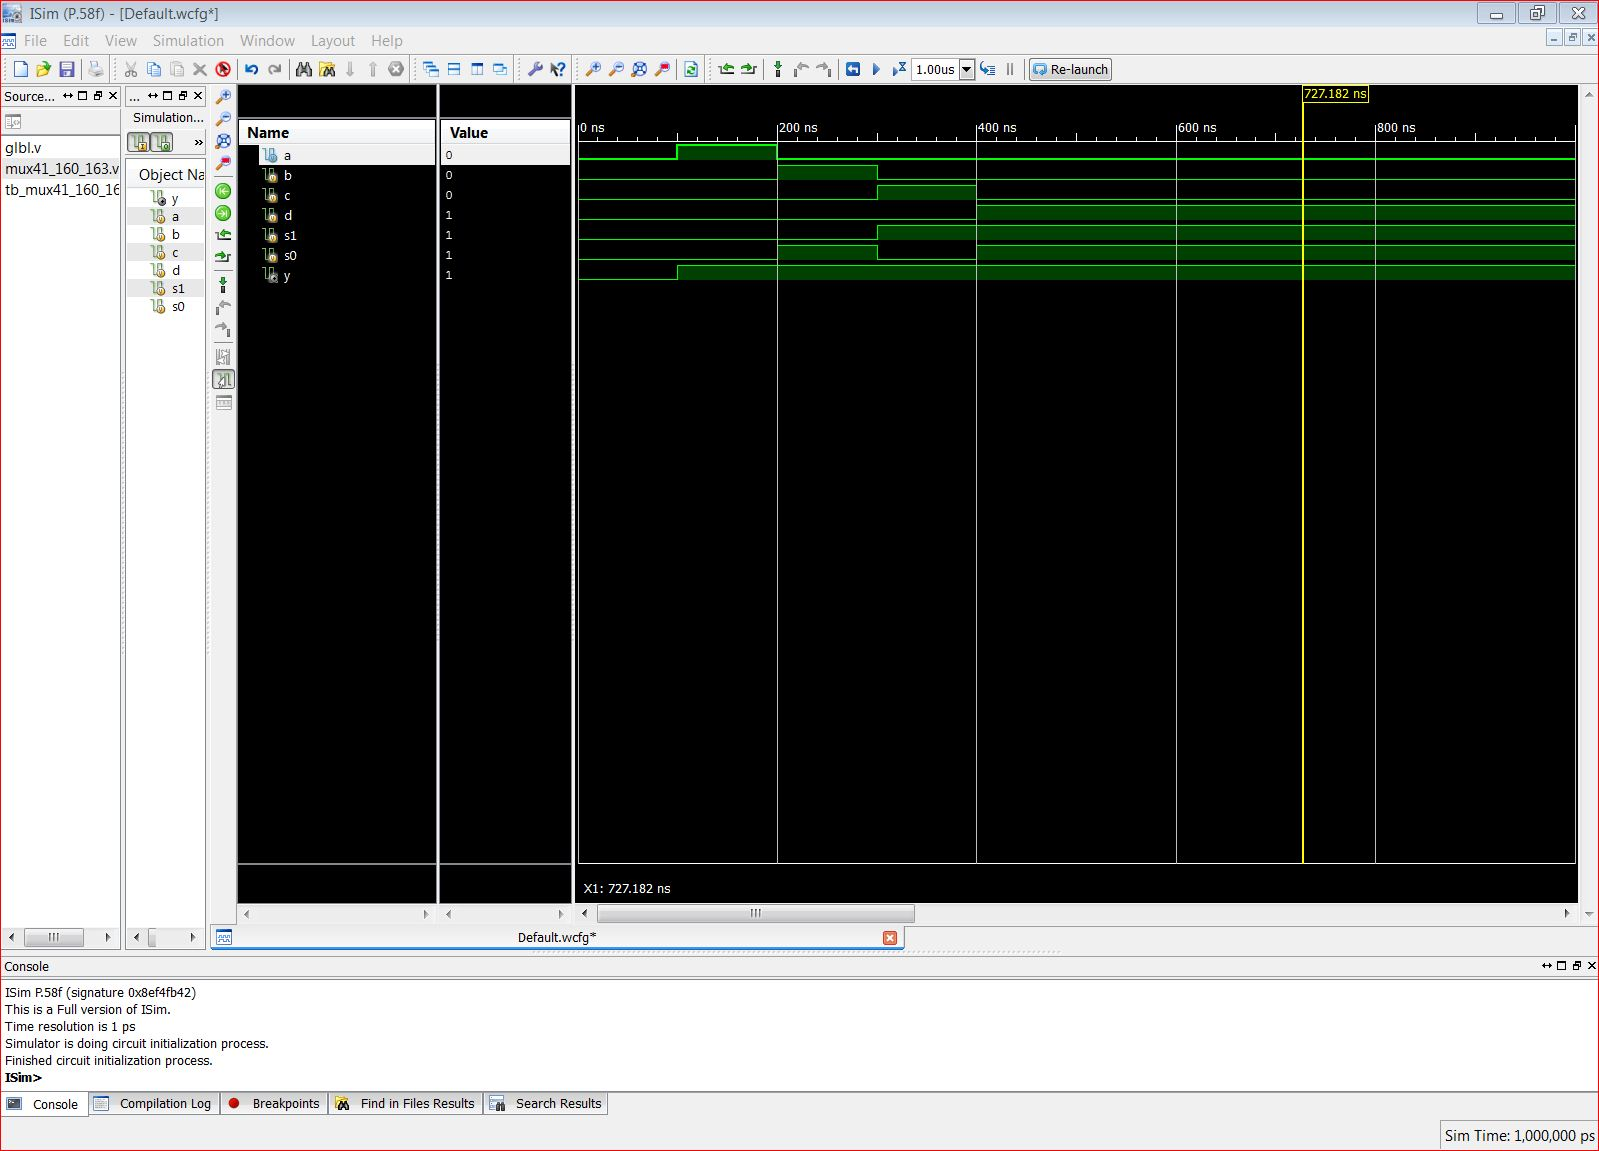 ISim (P.58f) - [Default.wcfg*]
File Edit View Simulation Window Layout Help
1.00us Re-launch
Source...
glbl.v
mux41_160_163.v
tb_mux41_160_16
...
Simulation...
»
Object Na
y
a
b
c
d
s1
s0
Name Value
a 0
b 0
c 0
d 1
s1 1
s0 1
y 1
727.182 ns
0 ns 200 ns 400 ns 600 ns 800 ns
X1: 727.182 ns
Default.wcfg*
Console
ISim P.58f (signature 0x8ef4fb42)
This is a Full version of ISim.
Time resolution is 1 ps
Simulator is doing circuit initialization process.
Finished circuit initialization process.
ISim>
Console Compilation Log Breakpoints Find in Files Results Search Results
Sim Time: 1,000,000 ps